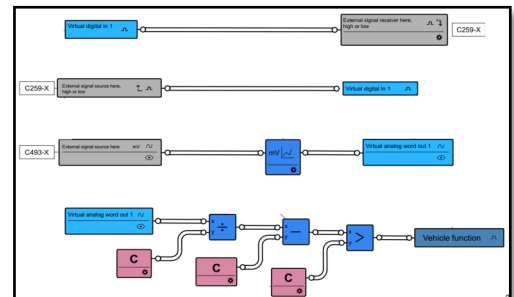 Virtual digital in 1
External signal receiver here,
high or low
C259-X
C259-X
External signal source here,
high or low
Virtual digital in 1
C493-X
External signal source here mV
mV
Virtual analog word out 1
Virtual analog word out 1
x
y
÷
x
y
−
x
y
>
Vehicle function
C
C
C